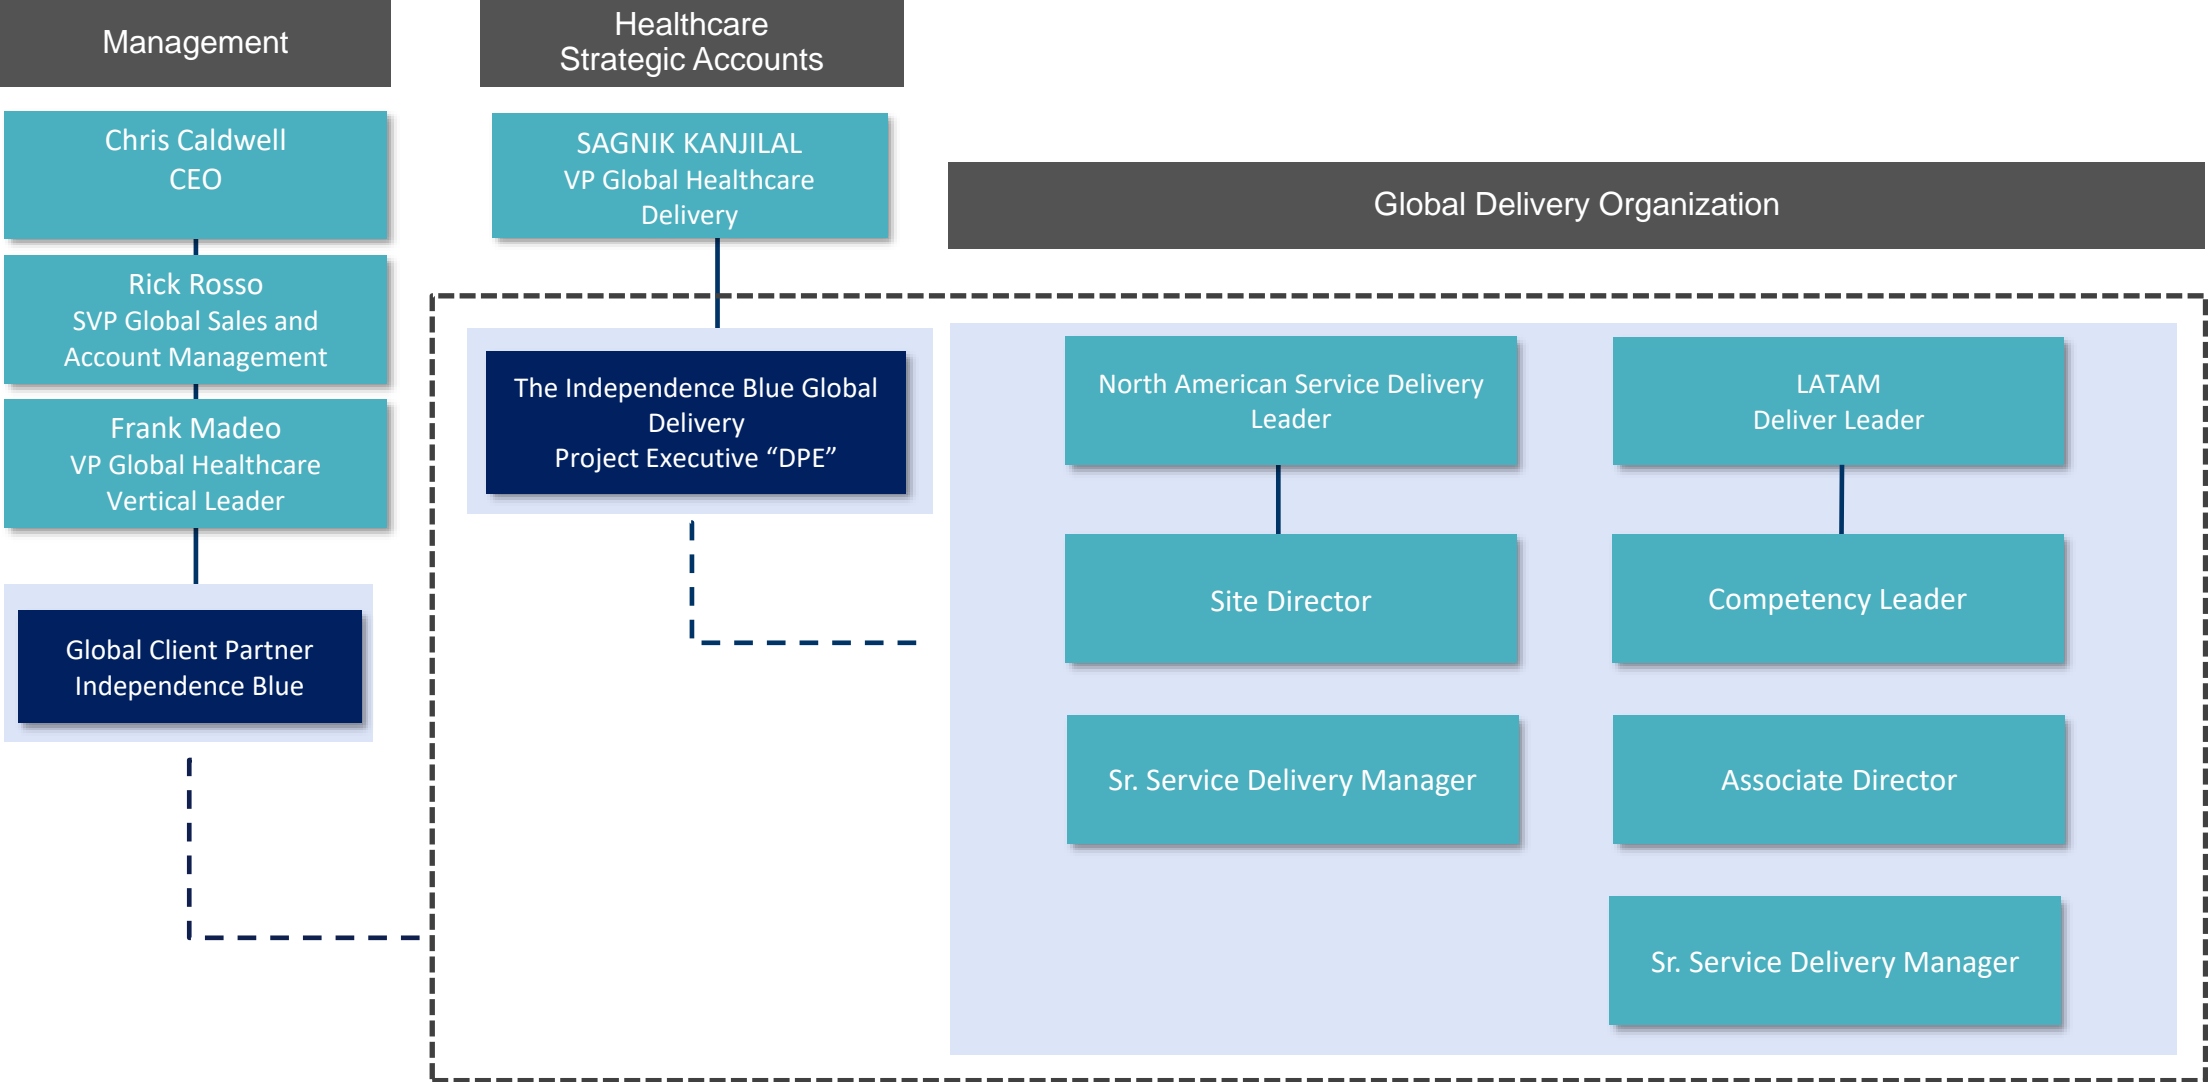 Management
Chris Caldwell
CEO
Rick Rosso
SVP Global Sales and
Account Management
Frank Madeo
VP Global Healthcare
Vertical Leader
Global Client Partner
Independence Blue
Healthcare
Strategic Accounts
SAGNIK KANJILAL
VP Global Healthcare
Delivery
The Independence Blue Global
Delivery
Project Executive “DPE”
Global Delivery Organization
North American Service Delivery
Leader
Site Director
Sr. Service Delivery Manager
LATAM
Deliver Leader
Competency Leader
Associate Director
Sr. Service Delivery Manager